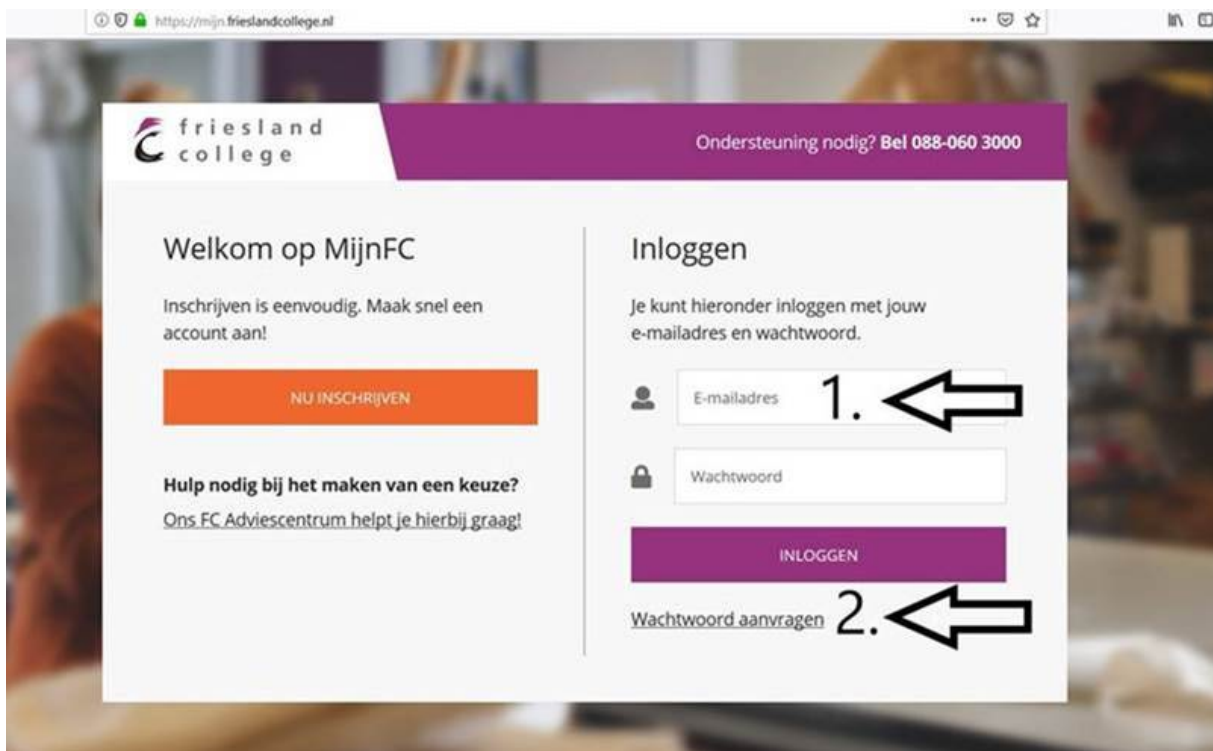 https://mijn.frieslandcollege.nl
friesland
college
Ondersteuning nodig? Bel 088-060 3000
Welkom op MijnFC
Inschrijven is eenvoudig. Maak snel een
account aan!
NU INSCHRIJVEN
Hulp nodig bij het maken van een keuze?
Ons FC Adviescentrum helpt je hierbij graag!
Inloggen
Je kunt hieronder inloggen met jouw
e-mailadres en wachtwoord.
E-mailadres 1.
Wachtwoord
INLOGGEN
Wachtwoord aanvragen 2.